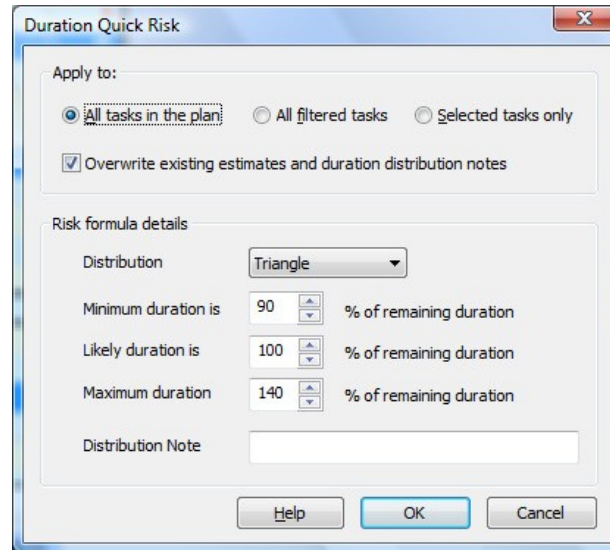 Duration Quick Risk
Apply to:
All tasks in the plan All filtered tasks Selected tasks only
Overwrite existing estimates and duration distribution notes
Risk formula details
Distribution Triangle
Minimum duration is 90 % of remaining duration
Likely duration is 100 % of remaining duration
Maximum duration 140 % of remaining duration
Distribution Note
Help OK Cancel